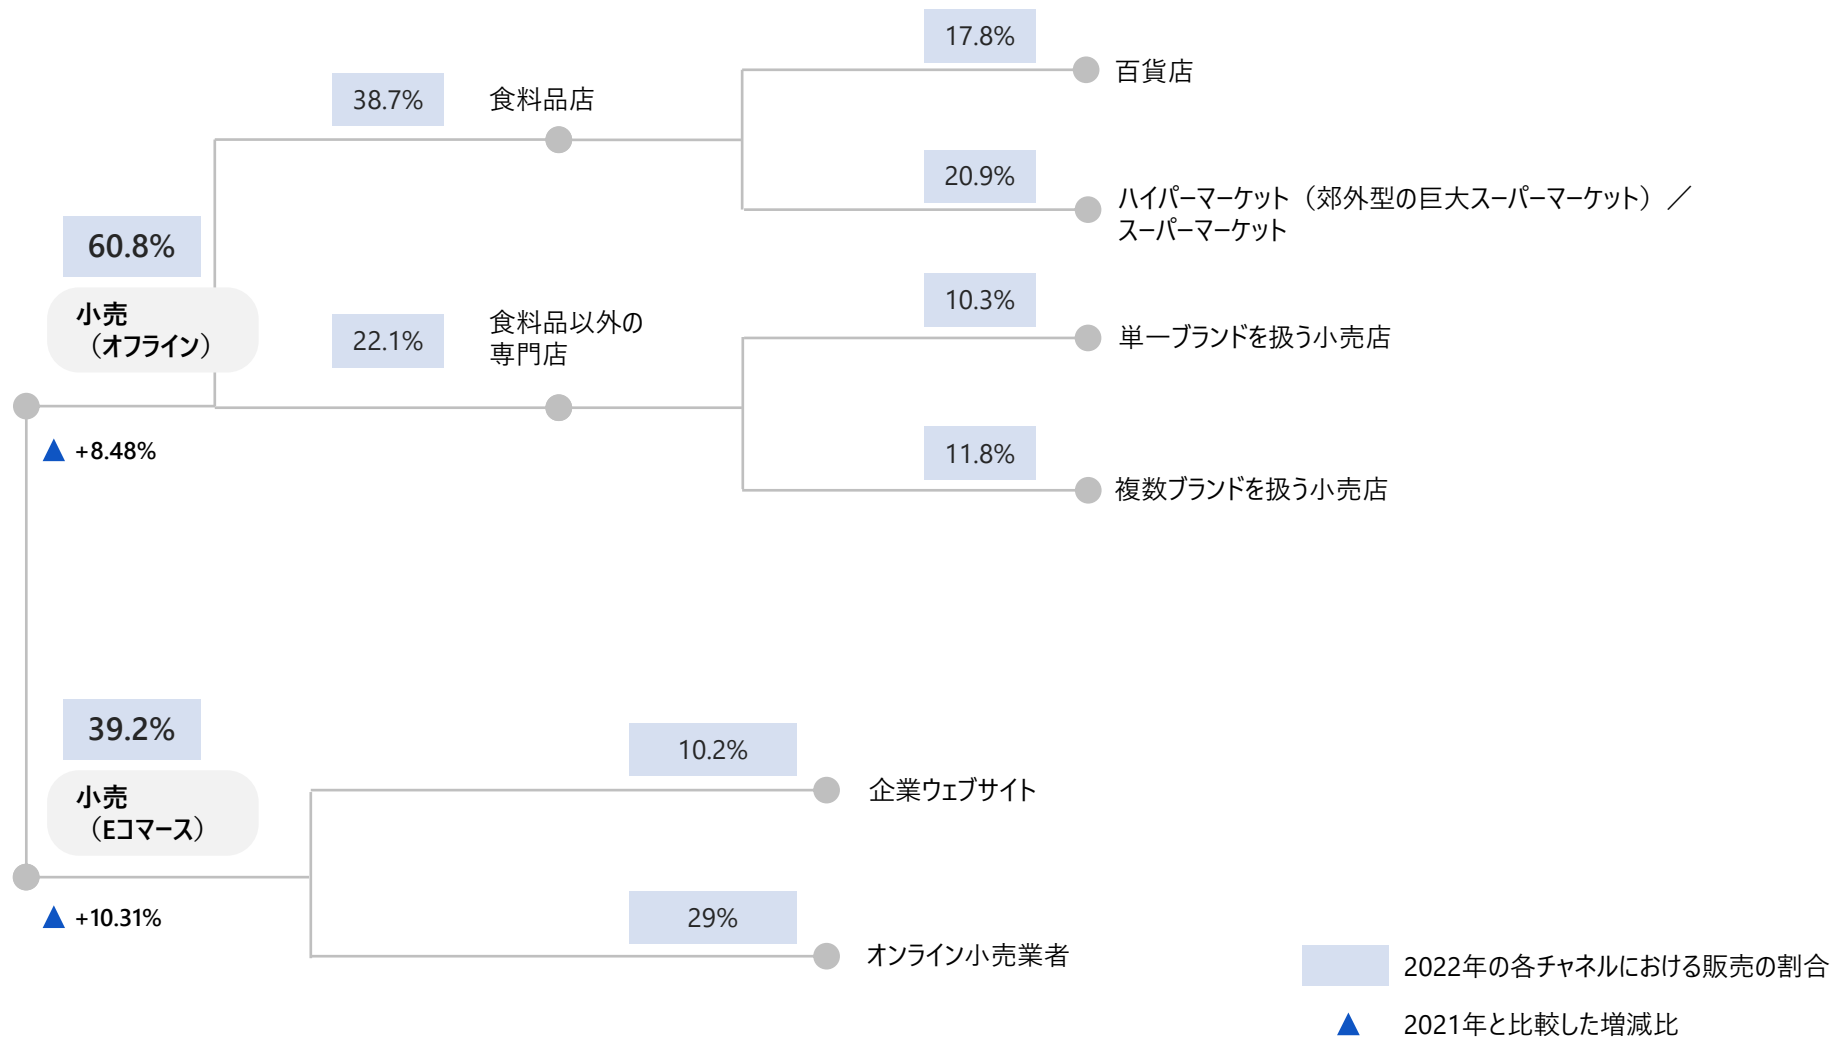 17.8%
百貨店
38.7%
食料品店
20.9%
ハイパーマーケット（郊外型の巨大スーパーマーケット）／
スーパーマーケット
60.8%
小売
（オフライン）
22.1%
食料品以外の
専門店
10.3%
単一ブランドを扱う小売店
▲ +8.48%
11.8%
複数ブランドを扱う小売店
39.2%
小売
（Eコマース）
10.2%
企業ウェブサイト
▲ +10.31%
29%
オンライン小売業者
2022年の各チャネルにおける販売の割合
▲ 2021年と比較した増減比